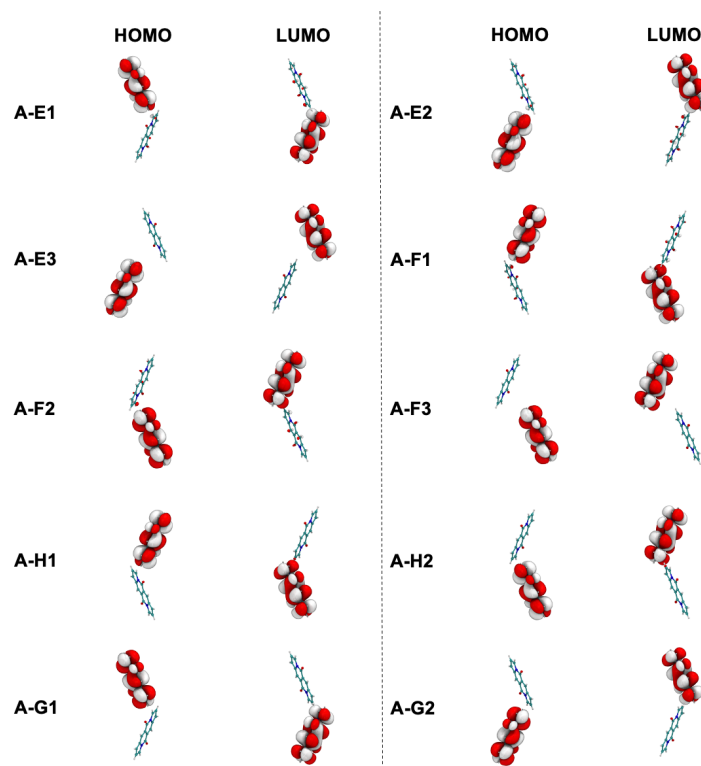 HOMO LUMO HOMO LUMO
A-E1 A-E2
A-E3 A-F1
A-F2 A-F3
A-H1 A-H2
A-G1 A-G2